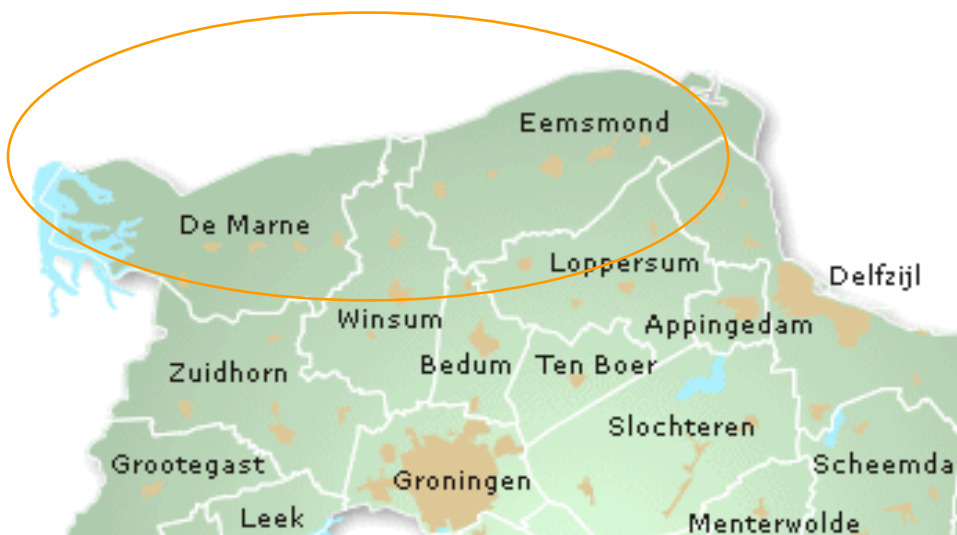 Eemsmond
De Marne
Loppersum
Delfzijl
Winsum
Appingedam
Bedum
Ten Boer
Zuidhorn
Slochteren
Grootegast
Groningen
Scheemda
Leek
Menterwolde